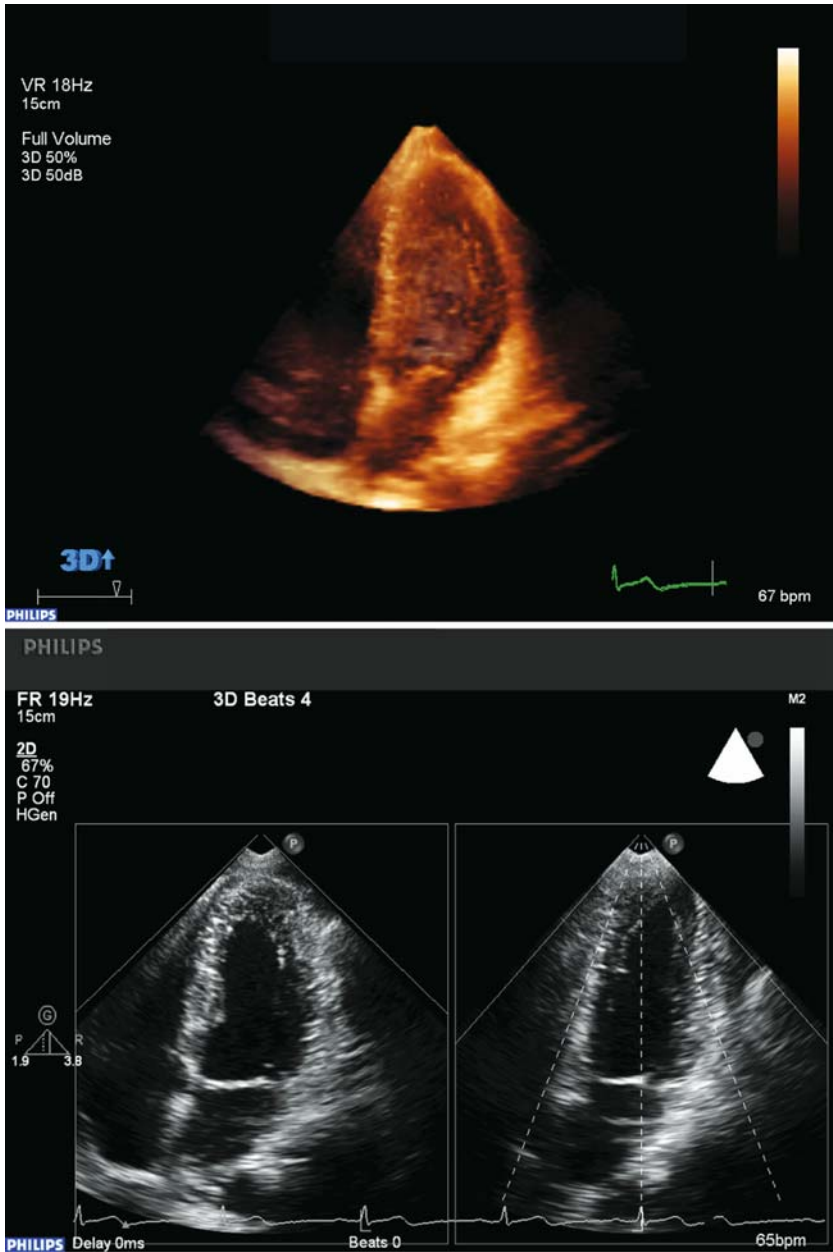 VR 18Hz
15cm
Full Volume
3D 50%
3D 50dB
3D
67 bpm
PHILIPS
PHILIPS
FR 19Hz
3D Beats 4
M2
15cm
2D
67%
C 70
P Off
HGen
P
P
G
P R
1.9 3.8
PHILIPS
Delay 0ms
Beats 0
65bpm